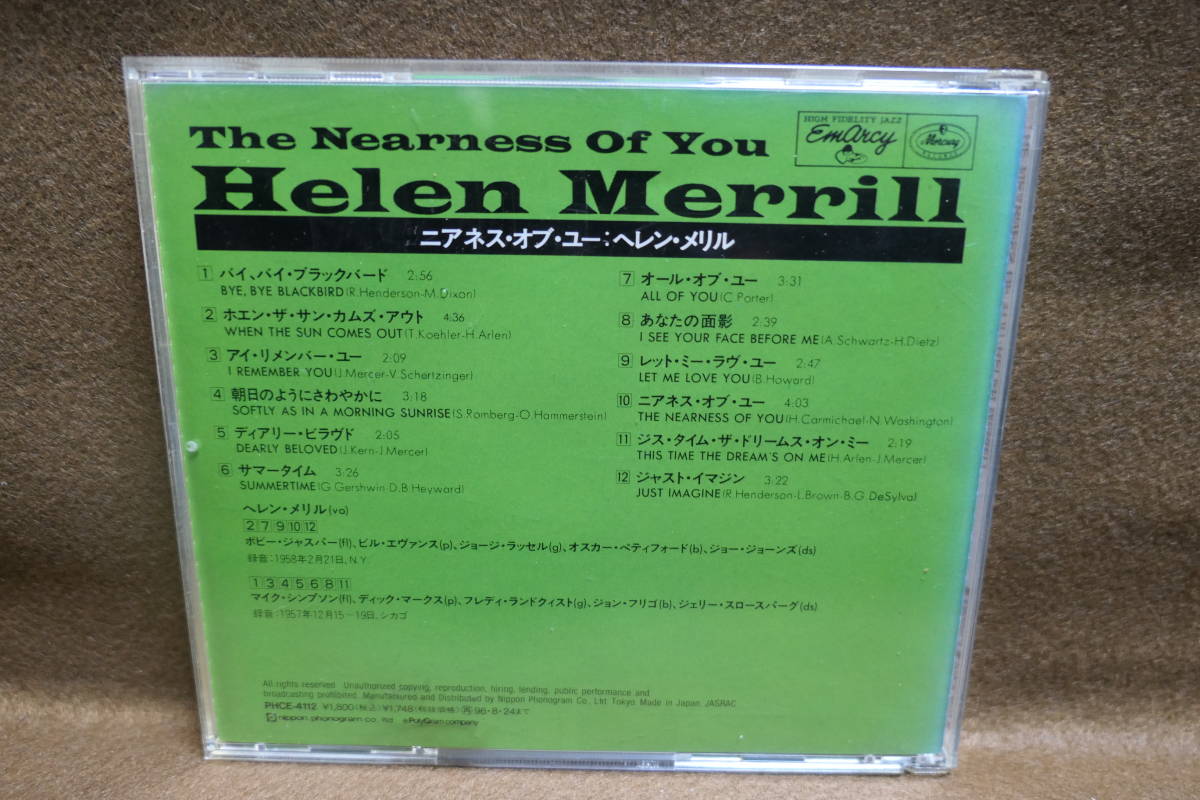 The Nearness Of You
HIGH FIDELITY JAZZ
EmArcy
Mercury
RECORDS
Helen Merrill
ニアネス・オブ・ユー:ヘレン・メリル
1 バイ、バイ・ブラックバード 2:56
BYE, BYE BLACKBIRD(R.Henderson-M.Dixon)
2 ホエン・ザ・サン・カムズ・アウト 4:36
WHEN THE SUN COMES OUT(T.Koehler-H.Arlen)
3 アイ・リメンバー・ユー 2:09
I REMEMBER YOU(J.Mercer-V.Schertzinger)
4 朝日のようにさわやかに 3:18
SOFTLY AS IN A MORNING SUNRISE(S.Romberg-O.Hammerstein)
5 ディアリー・ビラヴド 2:05
DEARLY BELOVED(J.Kern-J.Mercer)
6 サマータイム 3:26
SUMMERTIME(G.Gershwin-D.B.Heyward)
7 オール・オブ・ユー 3:31
ALL OF YOU(C.Porter)
8 あなたの面影 2:39
I SEE YOUR FACE BEFORE ME(A.Schwartz-H.Dietz)
9 レット・ミー・ラヴ・ユー 2:47
LET ME LOVE YOU(B.Howard)
10 ニアネス・オブ・ユー 4:03
THE NEARNESS OF YOU(H.Carmichael-N.Washington)
11 ジス・タイム・ザ・ドリームス・オン・ミー 2:19
THIS TIME THE DREAM'S ON ME(H.Arlen-J.Mercer)
12 ジャスト・イマジン 3:22
JUST IMAGINE(R.Henderson-L.Brown-B.G.DeSylva)
ヘレン・メリル(vo)
2 7 9 10 12
ボビー・ジャスパー(fl)、ビル・エヴァンス(p)、ジョージ・ラッセル(g)、オスカー・ペティフォード(b)、ジョー・ジョーンズ(ds)
録音:1958年2月21日、N.Y.
1 3 4 5 6 8 11
マイク・シンプソン(fl)、ディック・マークス(p)、フレディ・ランドクィスト(g)、ジョン・フリゴ(b)、ジェリー・スロースバーグ(ds)
録音:1957年12月15-19日、シカゴ
All rights reserved. Unauthorized copying, reproduction, hiring, lending, public performance and
broadcasting prohibited. Manufactured and Distributed by Nippon Phonogram Co., Ltd. Tokyo. Made in Japan. JASRAC
PHCE-4112 ¥1,800(税込)¥1,748(税抜価格)再96・8・24まで
nippon phonogram co., ltd. a PolyGram company